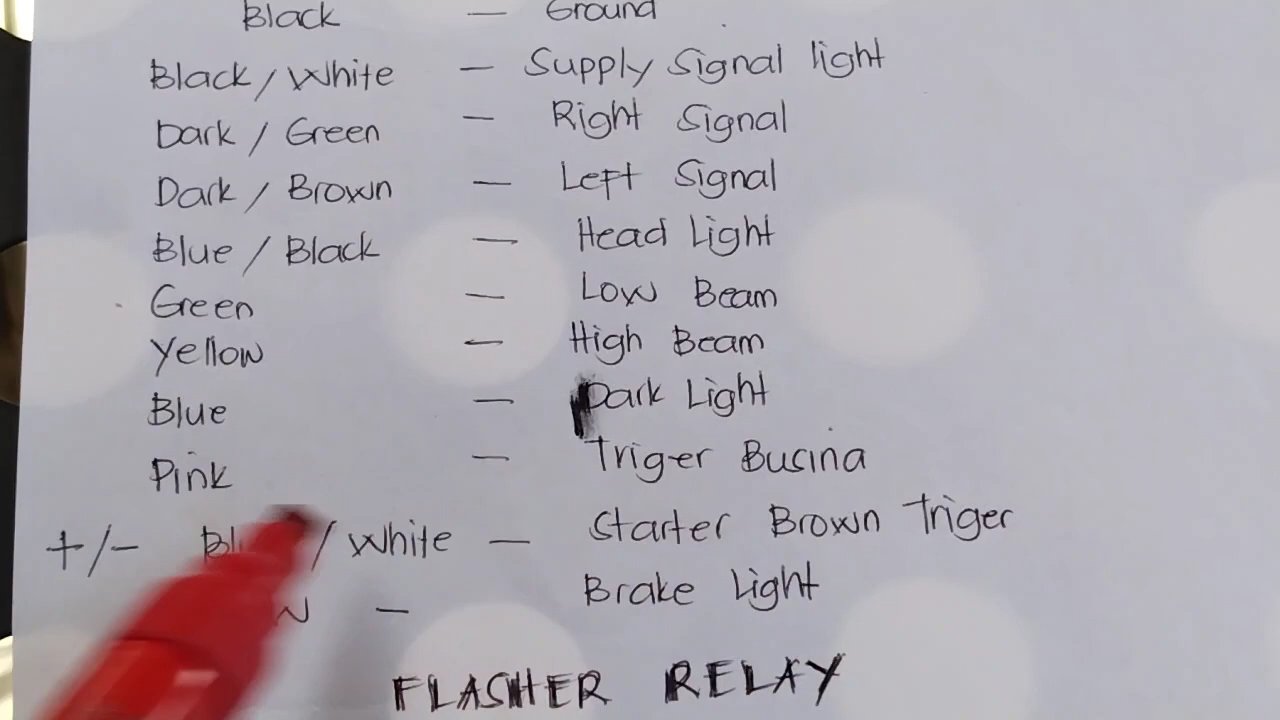 Black — Ground
Black / White — Supply Signal light
Dark / Green — Right Signal
Dark / Brown — Left Signal
Blue / Black — Head Light
Green — Low Beam
Yellow — High Beam
Blue — Park Light
Pink — Triger Busina
+/- / White — Starter Brown Triger
— Brake Light
FLASHER RELAY